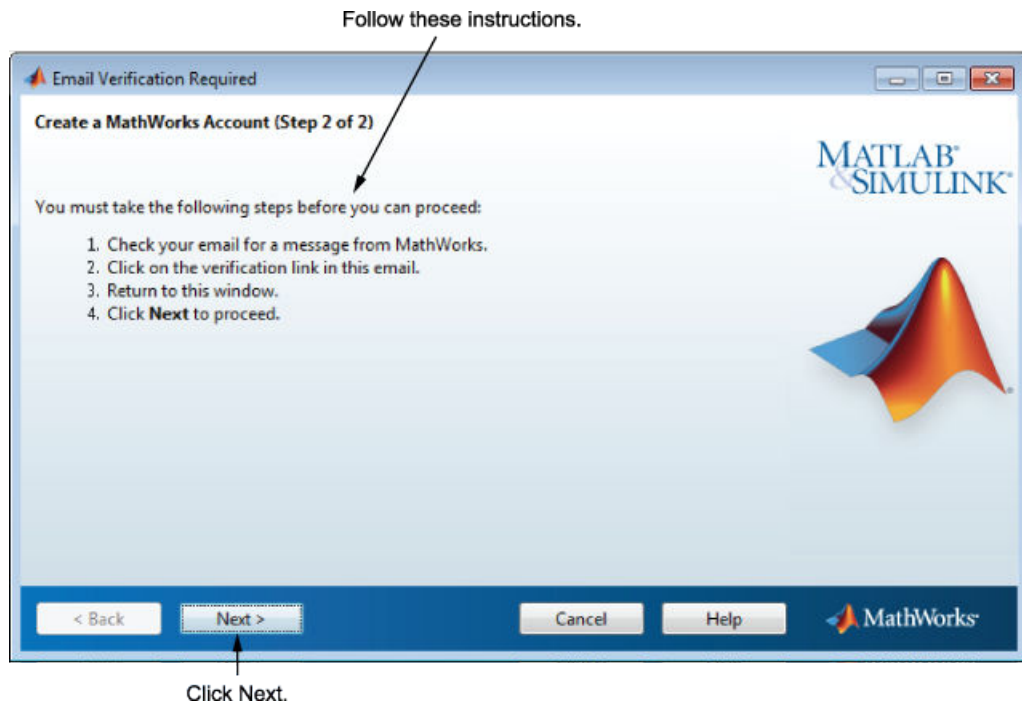 Follow these instructions.
Email Verification Required
Create a MathWorks Account (Step 2 of 2)
MATLAB®
&SIMULINK®
You must take the following steps before you can proceed:
1. Check your email for a message from MathWorks.
2. Click on the verification link in this email.
3. Return to this window.
4. Click Next to proceed.
®
< Back
Next >
Cancel
Help
MathWorks®
Click Next.